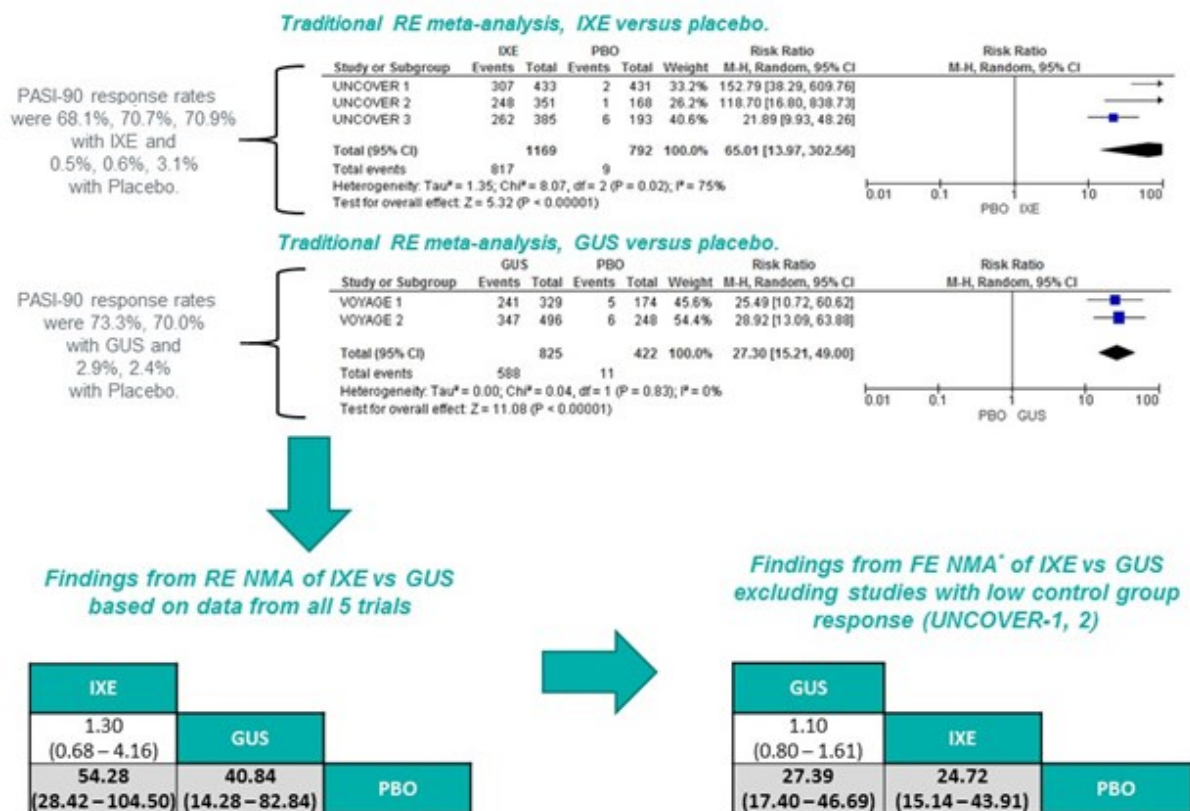 Traditional RE meta-analysis, IXE versus placebo.
PASI-90 response rates
were 68.1%, 70.7%, 70.9%
with IXE and
0.5%, 0.6%, 3.1%
with Placebo.
IXE PBO Risk Ratio Risk Ratio
Study or Subgroup Events Total Events Total Weight M-H, Random, 95% CI M-H, Random, 95% CI
UNCOVER 1 307 433 2 431 33.2% 152.79 [38.29, 609.76]
UNCOVER 2 248 351 1 168 26.2% 118.70 [16.80, 838.73]
UNCOVER 3 262 385 6 193 40.6% 21.89 [9.93, 48.26]
Total (95% CI) 1169 792 100.0% 65.01 [13.97, 302.56]
Total events 817 9
Heterogeneity: Tau² = 1.35; Chi² = 8.07, df = 2 (P = 0.02); I² = 75%
Test for overall effect: Z = 5.32 (P < 0.00001)
0.01 0.1 1 10 100
PBO IXE
Traditional RE meta-analysis, GUS versus placebo.
PASI-90 response rates
were 73.3%, 70.0%
with GUS and
2.9%, 2.4%
with Placebo.
GUS PBO Risk Ratio Risk Ratio
Study or Subgroup Events Total Events Total Weight M-H, Random, 95% CI M-H, Random, 95% CI
VOYAGE 1 241 329 5 174 45.6% 25.49 [10.72, 60.62]
VOYAGE 2 347 496 6 248 54.4% 28.92 [13.09, 63.88]
Total (95% CI) 825 422 100.0% 27.30 [15.21, 49.00]
Total events 588 11
Heterogeneity: Tau² = 0.00; Chi² = 0.04, df = 1 (P = 0.83); I² = 0%
Test for overall effect: Z = 11.08 (P < 0.00001)
0.01 0.1 1 10 100
PBO GUS
Findings from RE NMA of IXE vs GUS
based on data from all 5 trials
IXE
1.30 GUS
(0.68 – 4.16)
54.28 40.84 PBO
(28.42 – 104.50) (14.28 – 82.84)
Findings from FE NMA* of IXE vs GUS
excluding studies with low control group
response (UNCOVER-1, 2)
GUS
1.10 IXE
(0.80 – 1.61)
27.39 24.72 PBO
(17.40 – 46.69) (15.14 – 43.91)